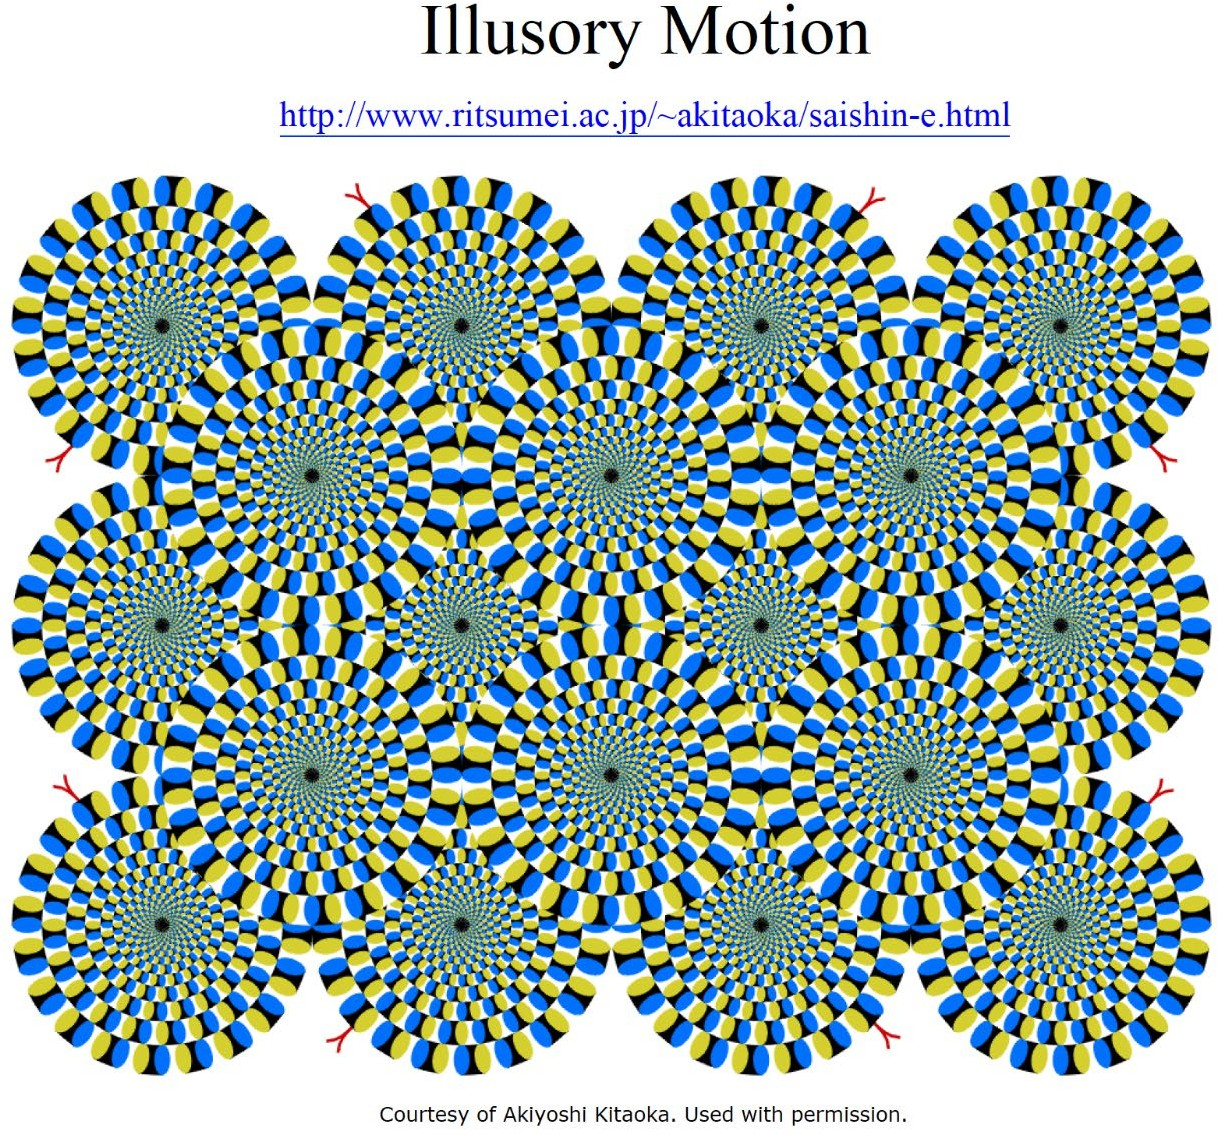 Illusory Motion
http://www.ritsumei.ac.jp/~akitaoka/saishin-e.html
Courtesy of Akiyoshi Kitaoka. Used with permission.